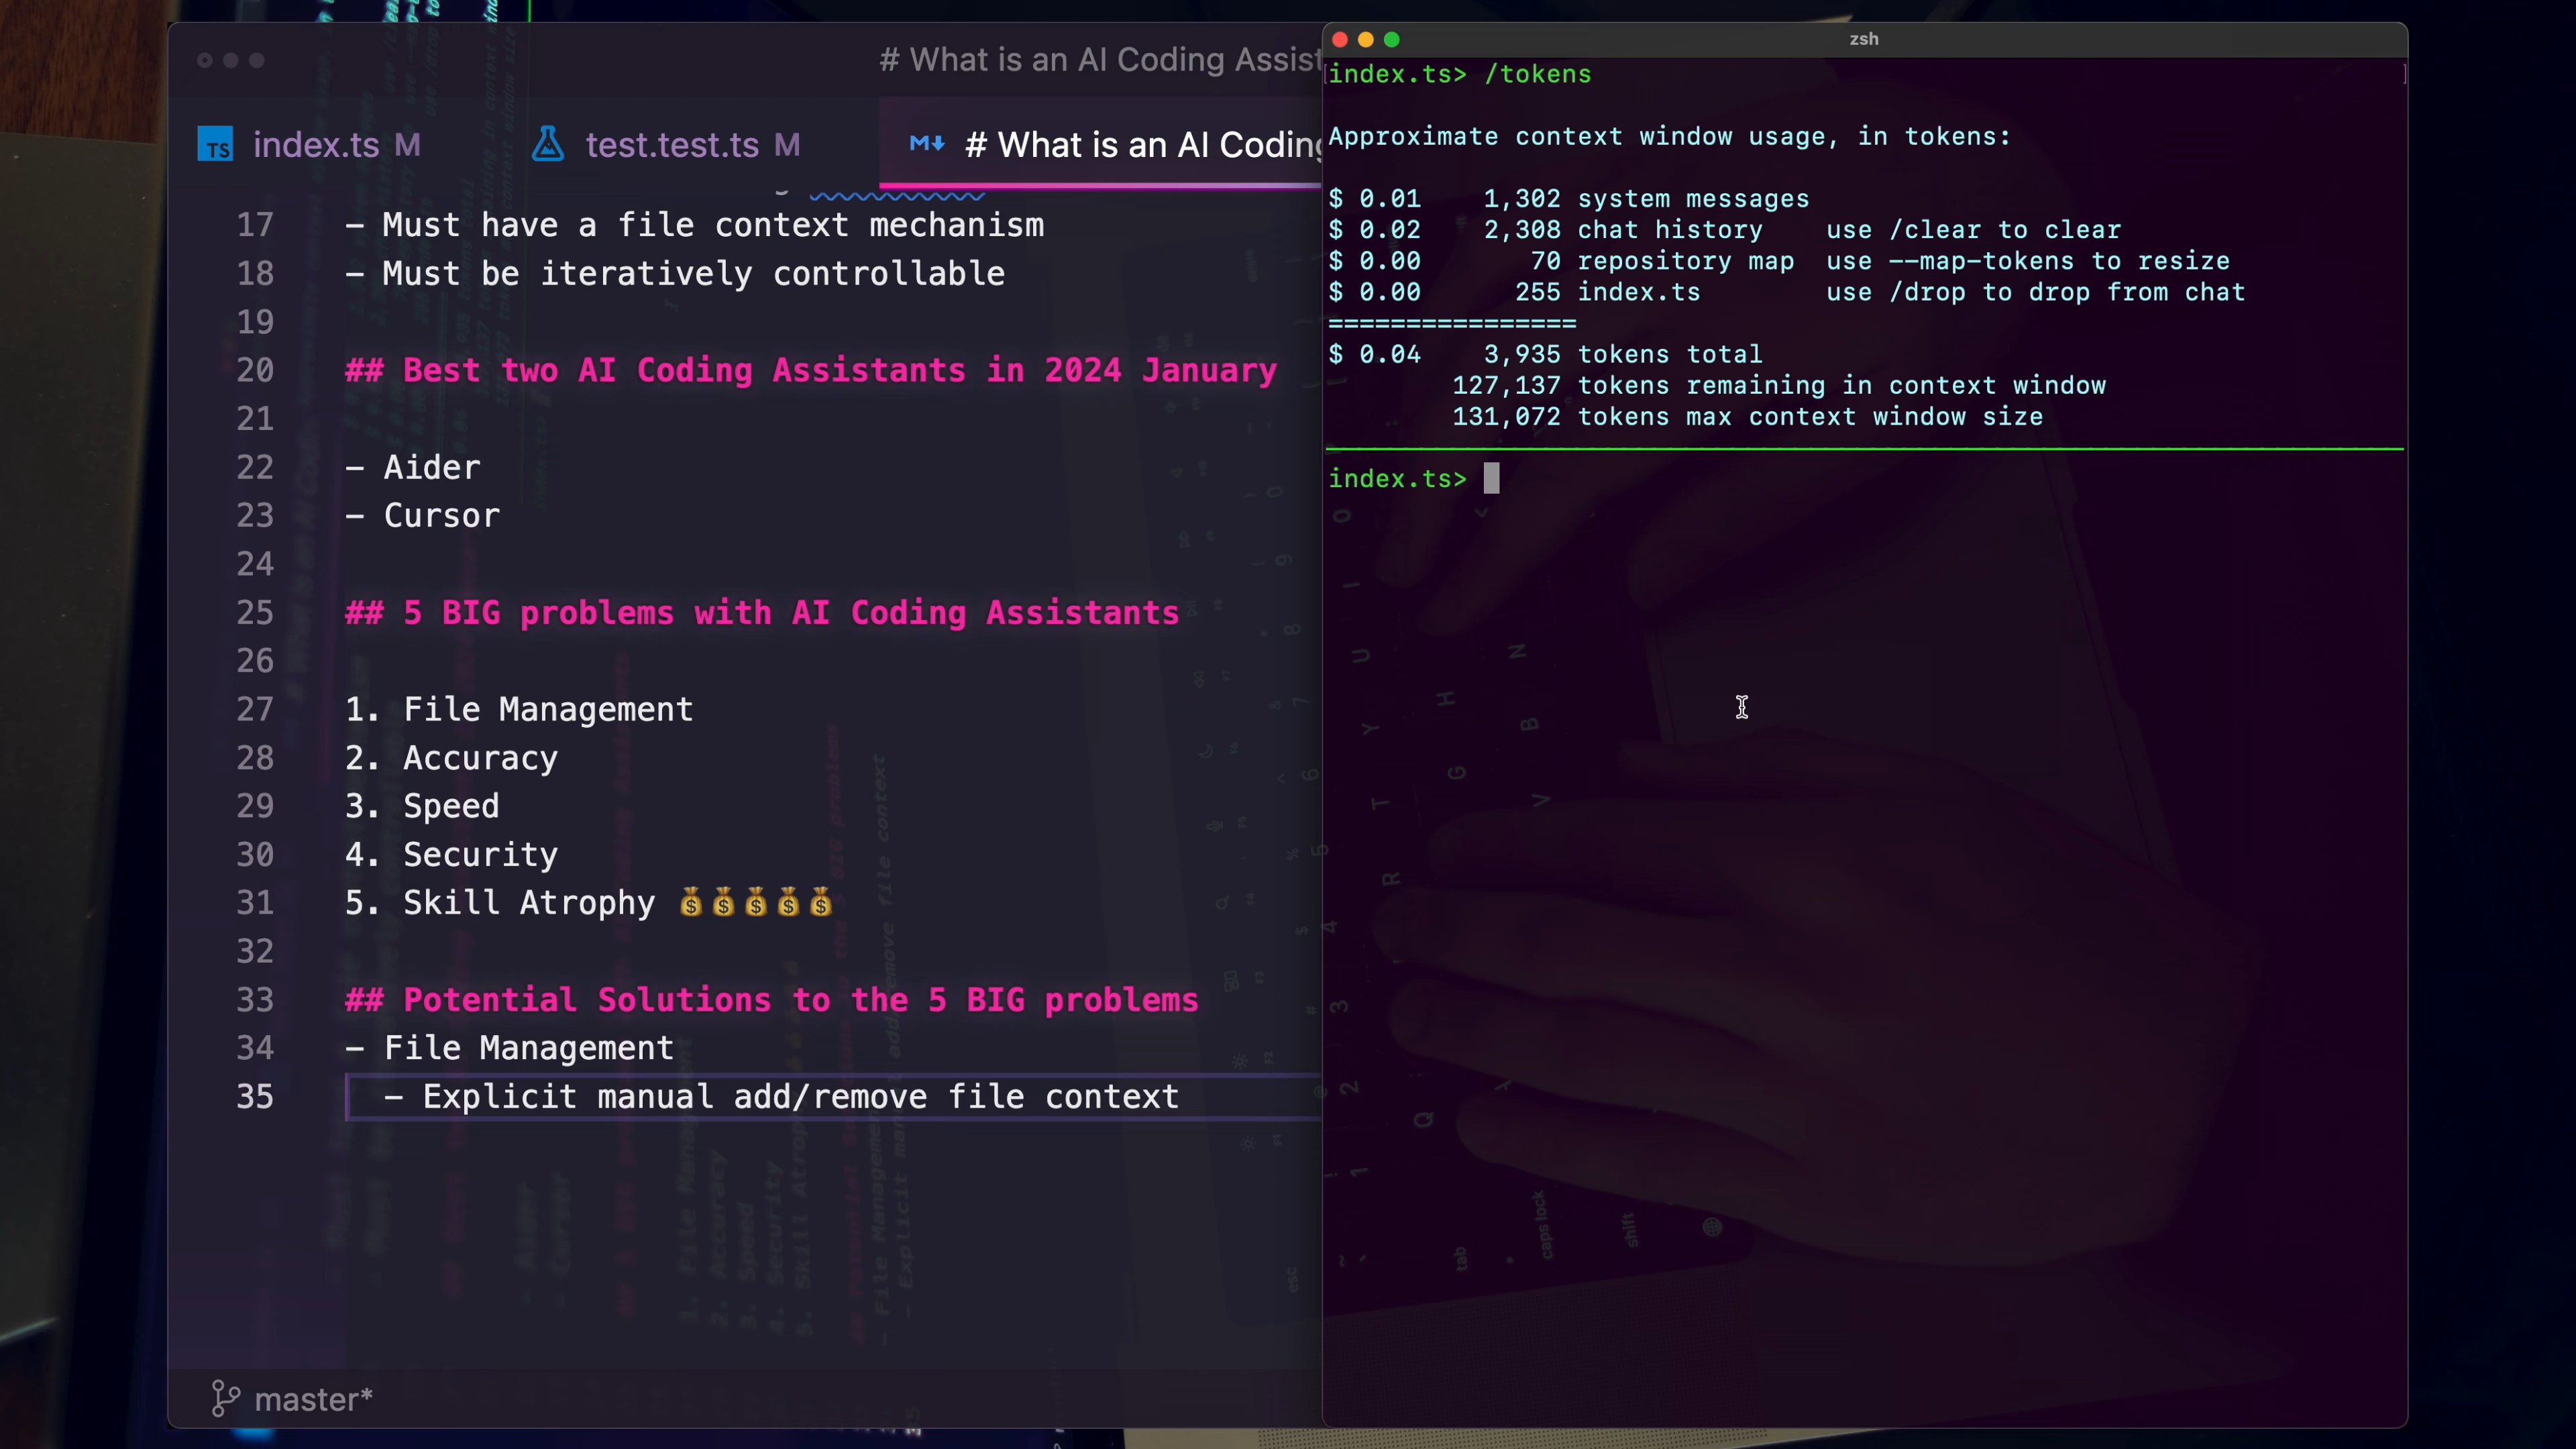 # What is an AI Coding Assist
TS index.ts M
test.test.ts M
# What is an AI Coding
17 - Must have a file context mechanism
18 - Must be iteratively controllable
19
20 ## Best two AI Coding Assistants in 2024 January
21
22 - Aider
23 - Cursor
24
25 ## 5 BIG problems with AI Coding Assistants
26
27 1. File Management
28 2. Accuracy
29 3. Speed
30 4. Security
31 5. Skill Atrophy 💰💰💰💰💰
32
33 ## Potential Solutions to the 5 BIG problems
34 - File Management
35 - Explicit manual add/remove file context
master*
zsh
index.ts> /tokens
Approximate context window usage, in tokens:
$ 0.01 1,302 system messages
$ 0.02 2,308 chat history use /clear to clear
$ 0.00 70 repository map use --map-tokens to resize
$ 0.00 255 index.ts use /drop to drop from chat
================
$ 0.04 3,935 tokens total
127,137 tokens remaining in context window
131,072 tokens max context window size
index.ts>